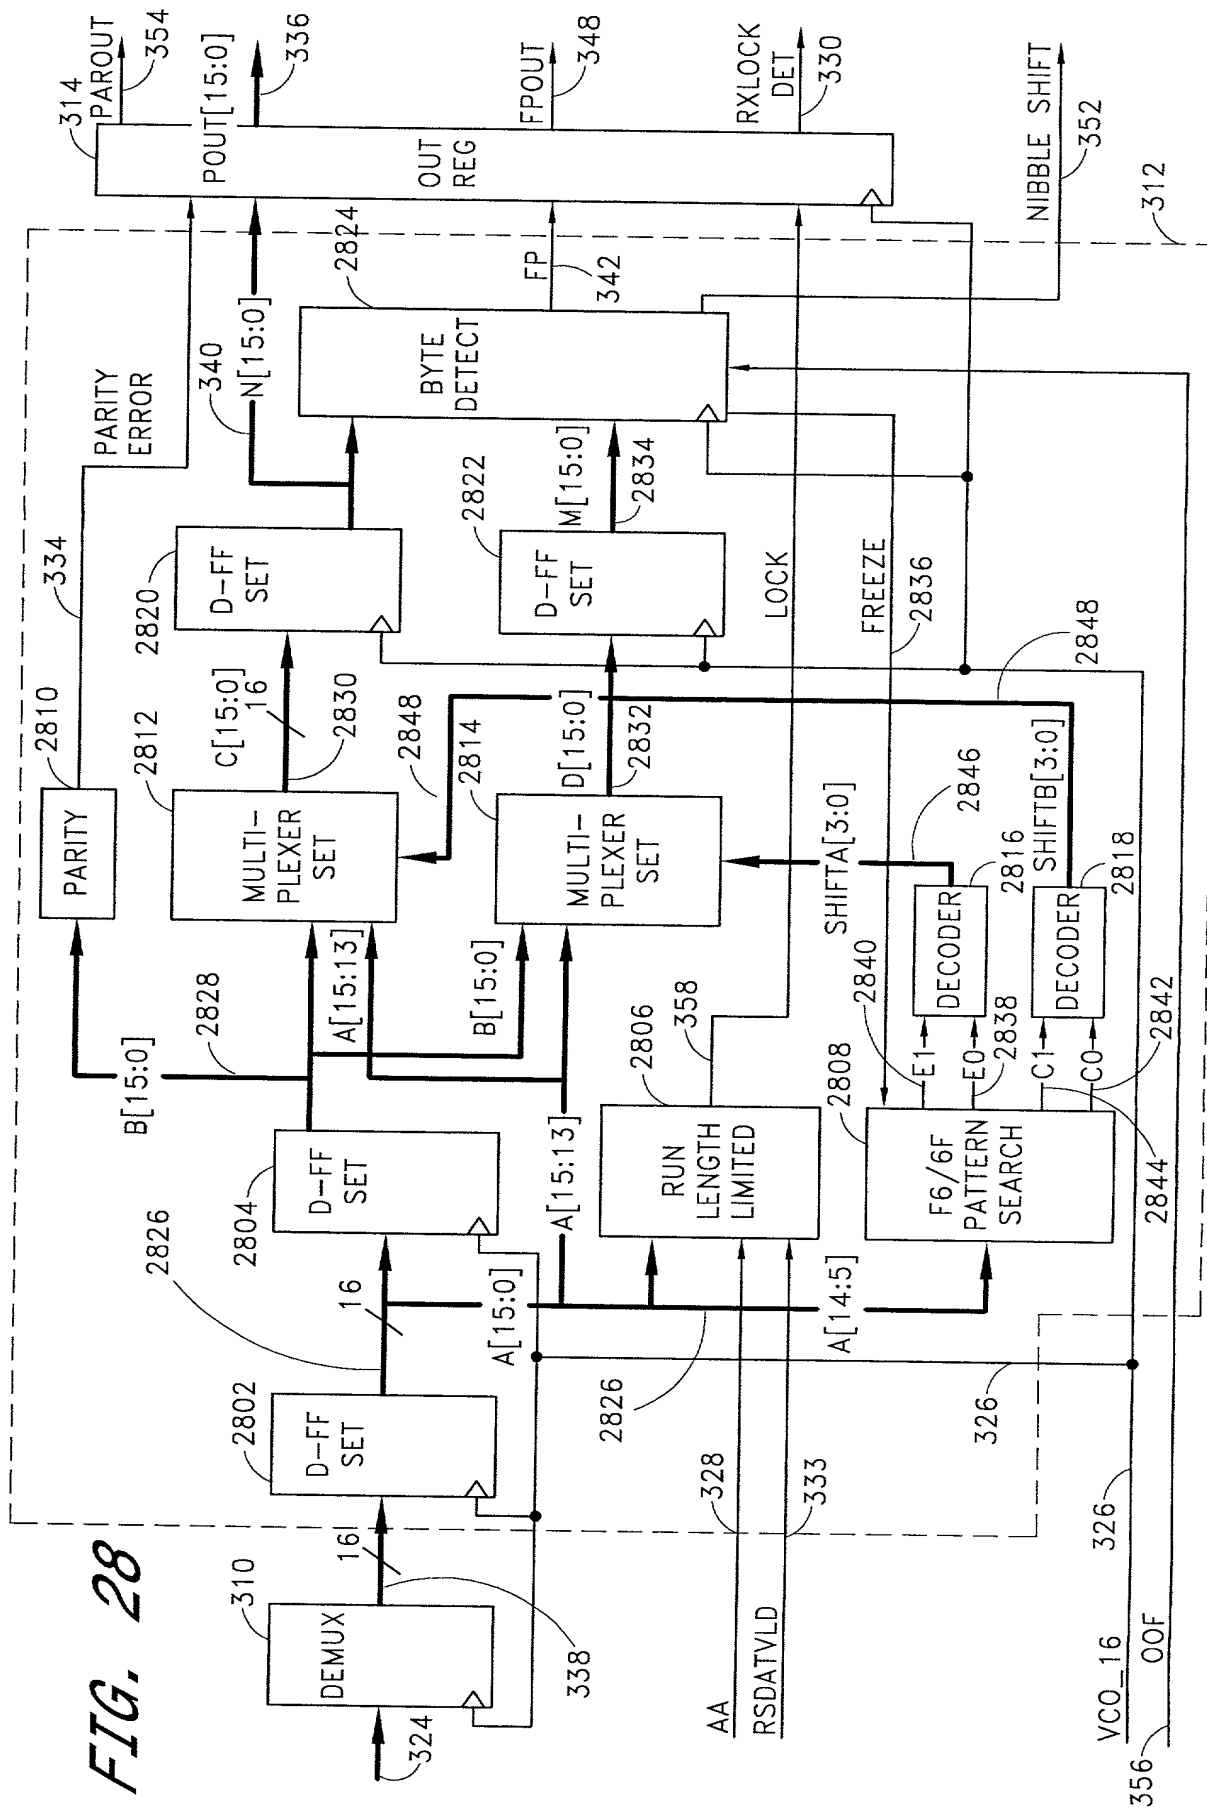 FIG. 28
324
DEMUX
310
338
16
D-FF
SET
2802
2826
16
A[15:0]
D-FF
SET
2804
B[15:0]
2828
A[15:13]
B[15:0]
A[15:13]
PARITY
2810
334
PARITY
ERROR
MULTI-
PLEXER
SET
2812
C[15:0]
16
2830
2848
MULTI-
PLEXER
SET
2814
D[15:0]
2832
D-FF
SET
2820
D-FF
SET
2822
M[15:0]
2834
340
N[15:0]
BYTE
DETECT
2824
FP
342
OUT
REG
314
PAROUT
354
POUT[15:0]
336
FPOUT
348
RXLOCK
DET
330
NIBBLE SHIFT
352
312
AA
328
RSDATVLD
333
2826
A[14:5]
RUN
LENGTH
LIMITED
2806
358
LOCK
FREEZE
2836
F6/6F
PATTERN
SEARCH
2808
E1
2840
E0
2838
C1
2844
C0
2842
DECODER
2816
DECODER
2818
SHIFTA[3:0]
2846
SHIFTB[3:0]
2848
326
326
VCO_16
OOF
356